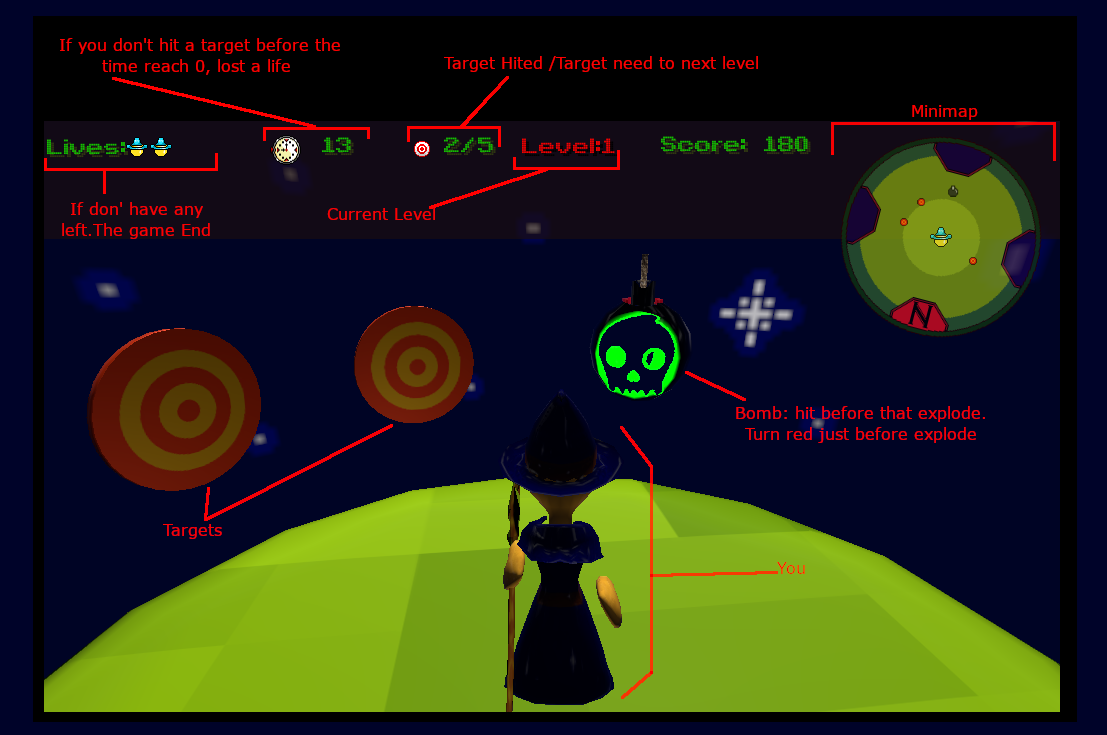 If you don't hit a target before the
time reach 0, lost a life
Target Hited /Target need to next level
Minimap
Lives:
13
2/5
Level:1
Score: 180
If don' have any
left.The game End
Current Level
N
Bomb: hit before that explode.
Turn red just before explode
Targets
You